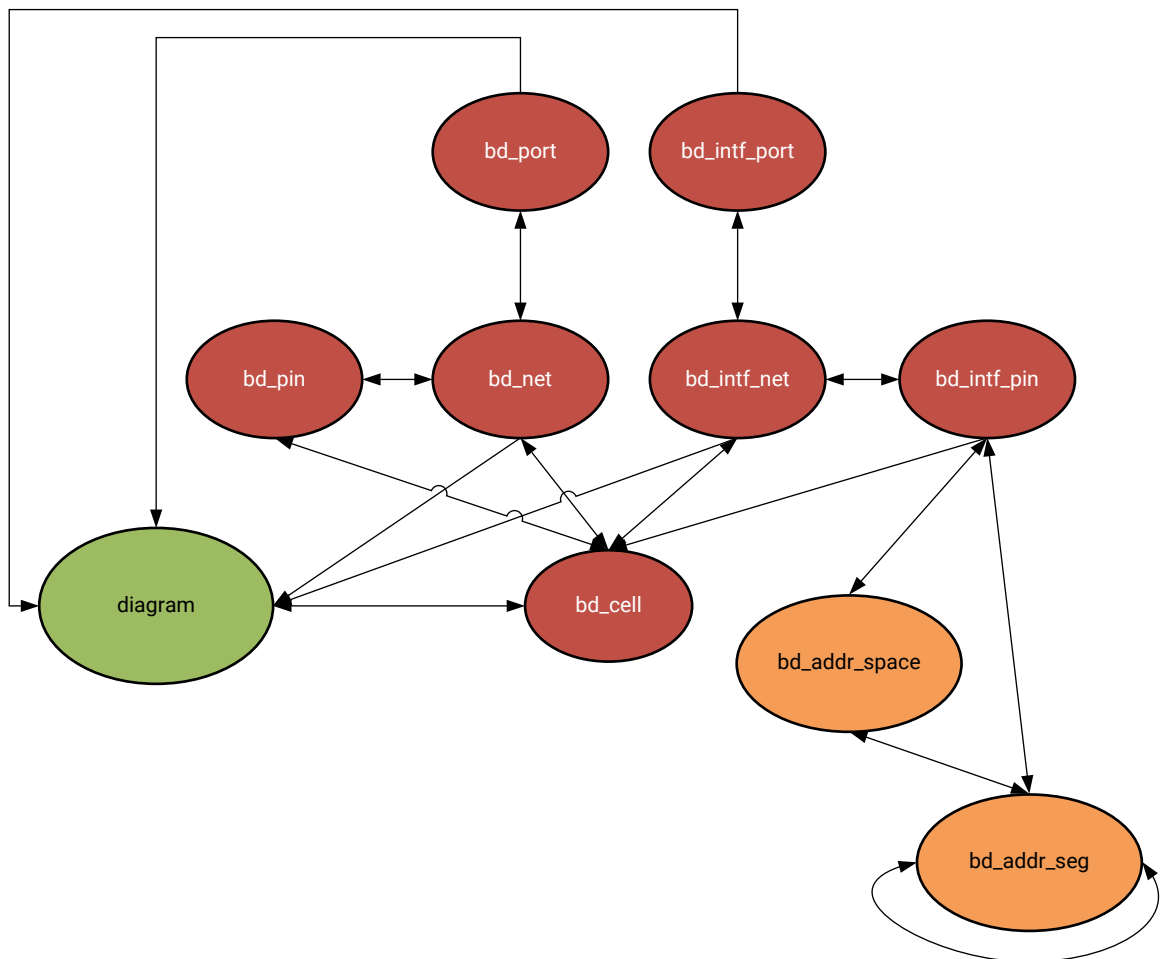 bd_port
bd_intf_port
bd_pin
bd_net
bd_intf_net
bd_intf_pin
diagram
bd_cell
bd_addr_space
bd_addr_seg